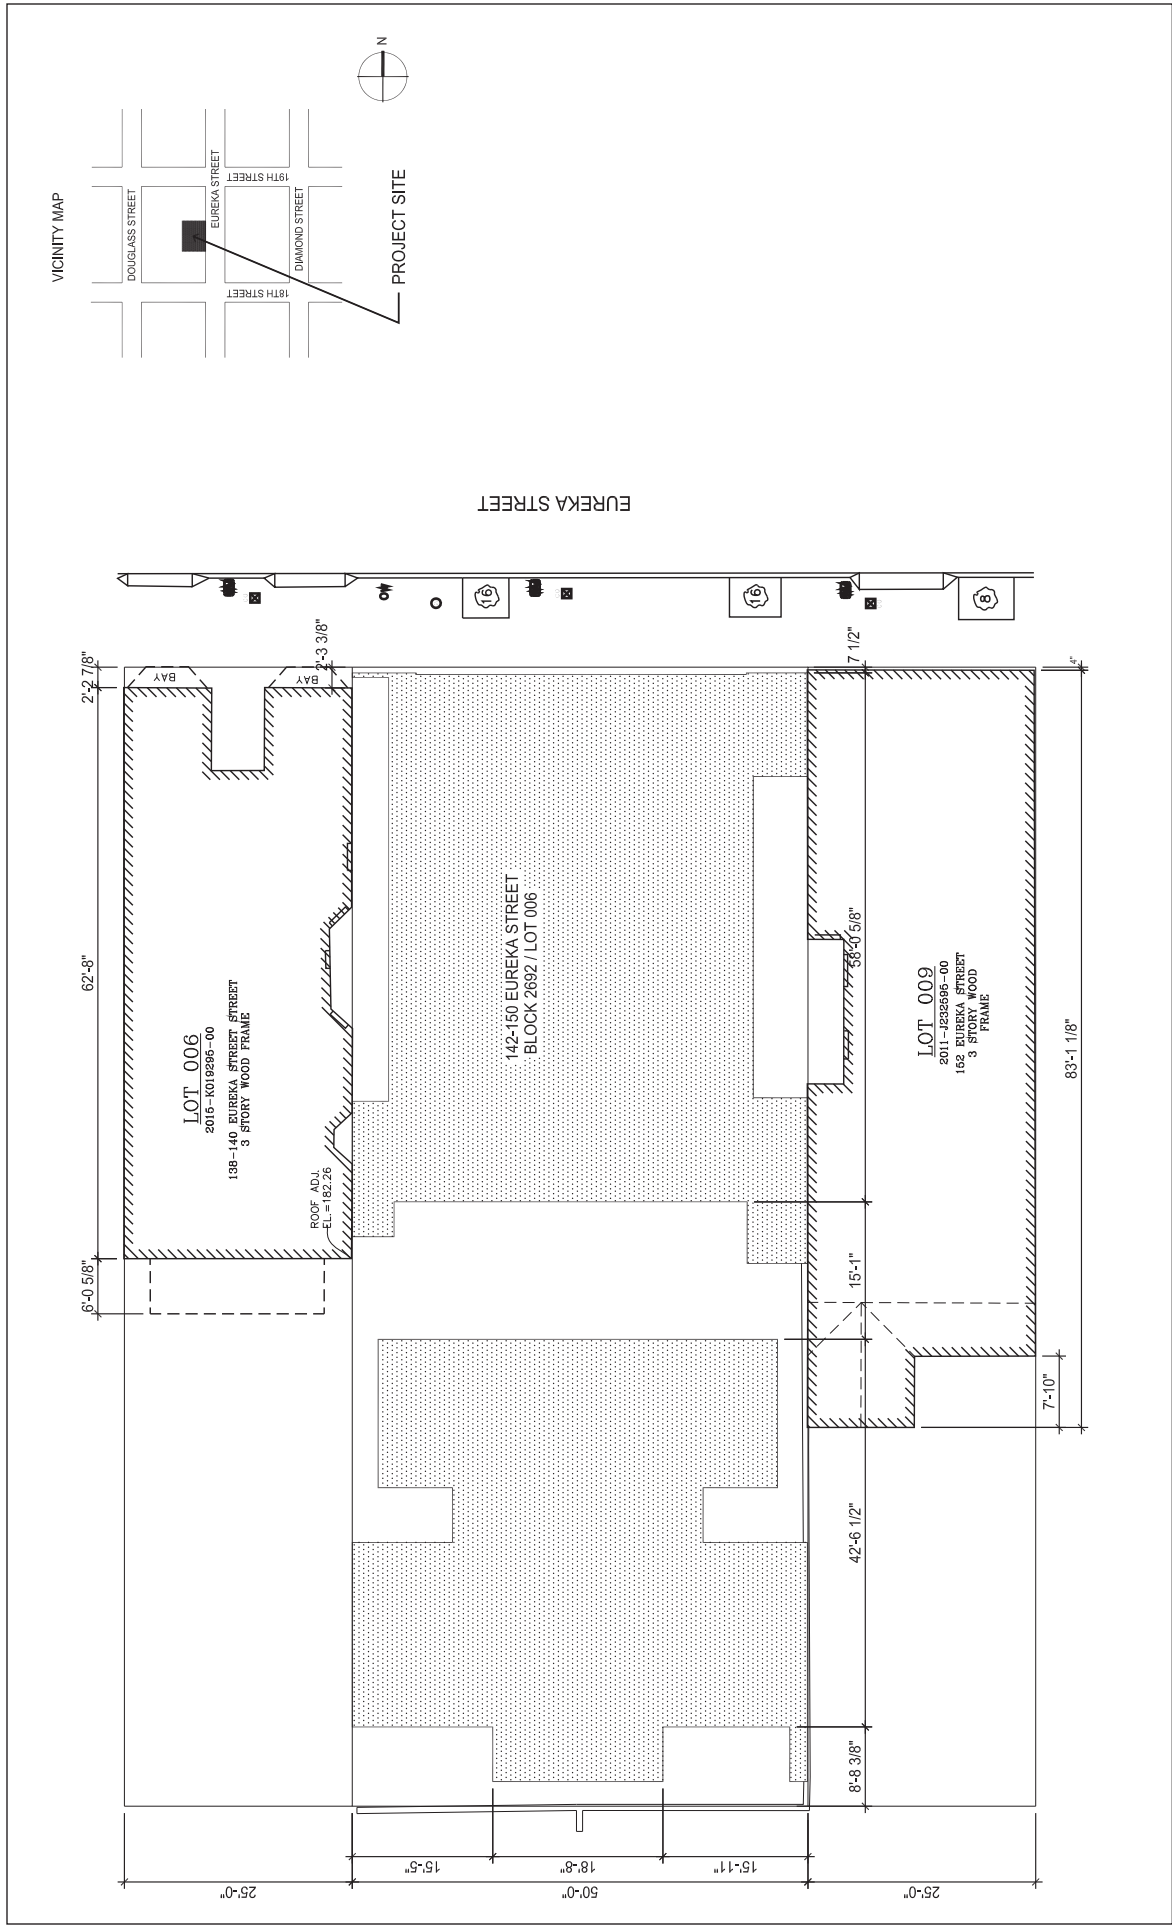 VICINITY MAP
DOUGLASS STREET
EUREKA STREET
DIAMOND STREET
18TH STREET
19TH STREET
PROJECT SITE
N
EUREKA STREET
16
16
8
2'-2 7/8"
62'-8"
6'-0 5/8"
BAY
BAY
2'-3 3/8"
7 1/2"
4"
LOT 006
2015-K019295-00
138-140 EUREKA STREET STREET
3 STORY WOOD FRAME
ROOF ADJ.
EL.=182.26
142-150 EUREKA STREET
BLOCK 2692 / LOT 006
LOT 009
2011-J232595-00
152 EUREKA STREET
3 STORY WOOD
FRAME
58'-0 5/8"
15'-1"
42'-6 1/2"
8'-8 3/8"
83'-1 1/8"
7'-10"
15'-5"
18'-8"
15'-11"
25'-0"
50'-0"
25'-0"